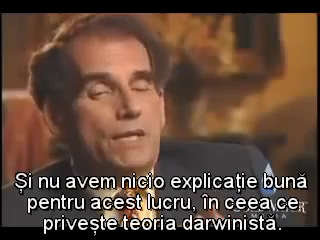 Și nu avem nicio explicație bună
pentru acest lucru, în ceea ce
privește teoria darwinistă.